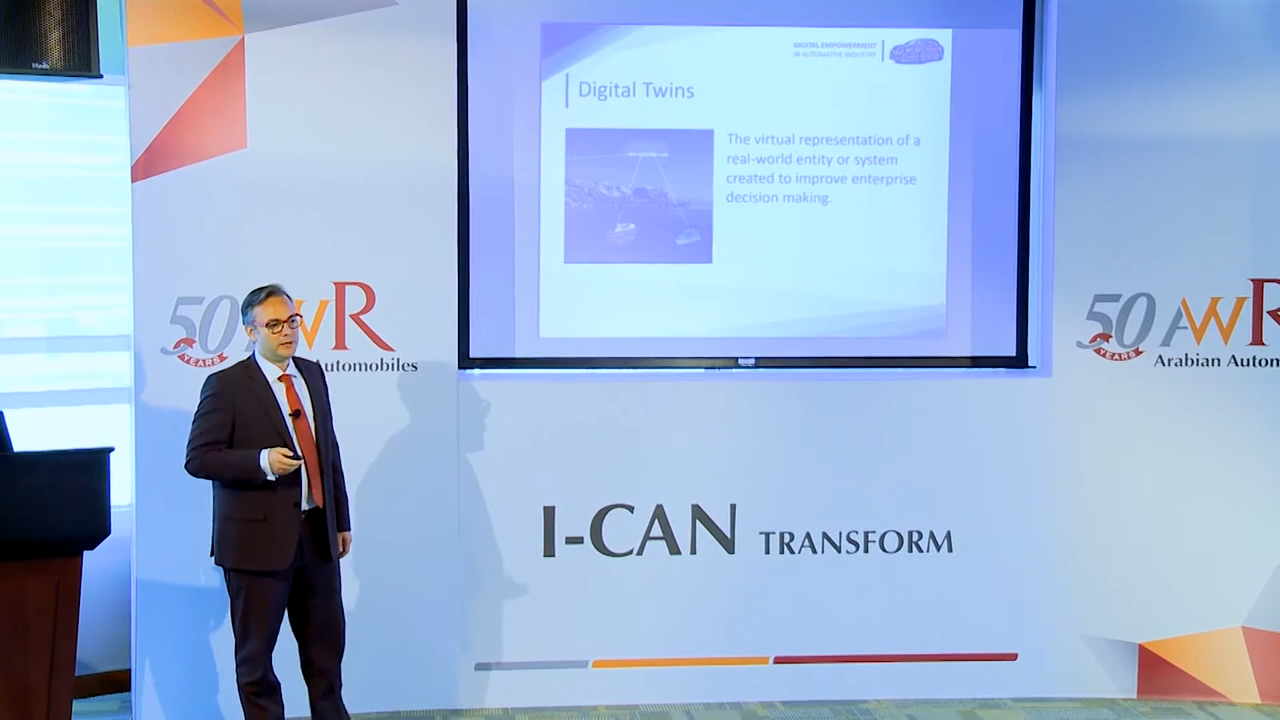 DIGITAL EMPOWERMENT
IN AUTOMOTIVE INDUSTRY
Digital Twins
The virtual representation of a
real-world entity or system
created to improve enterprise
decision making.
50 AWR
YEARS
utomobiles
50 AWR
YEARS
Arabian Autom
I-CAN TRANSFORM